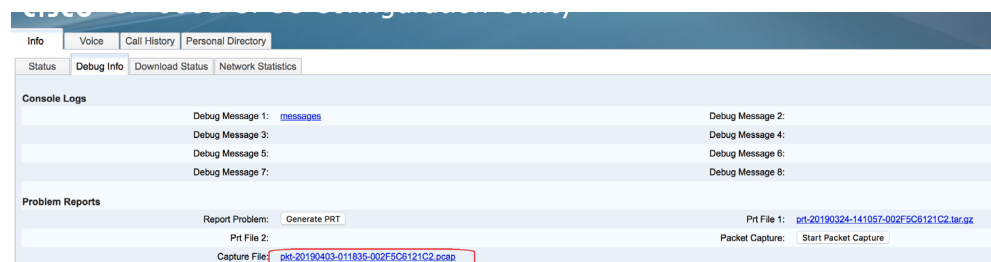 Info Voice Call History Personal Directory
Status Debug Info Download Status Network Statistics
Console Logs
Debug Message 1: messages Debug Message 2:
Debug Message 3: Debug Message 4:
Debug Message 5: Debug Message 6:
Debug Message 7: Debug Message 8:
Problem Reports
Report Problem: Generate PRT Prt File 1: prt-20190324-141057-002F5C6121C2.tar.gz
Prt File 2: Packet Capture: Start Packet Capture
Capture File: pkt-20190403-011835-002F5C6121C2.pcap